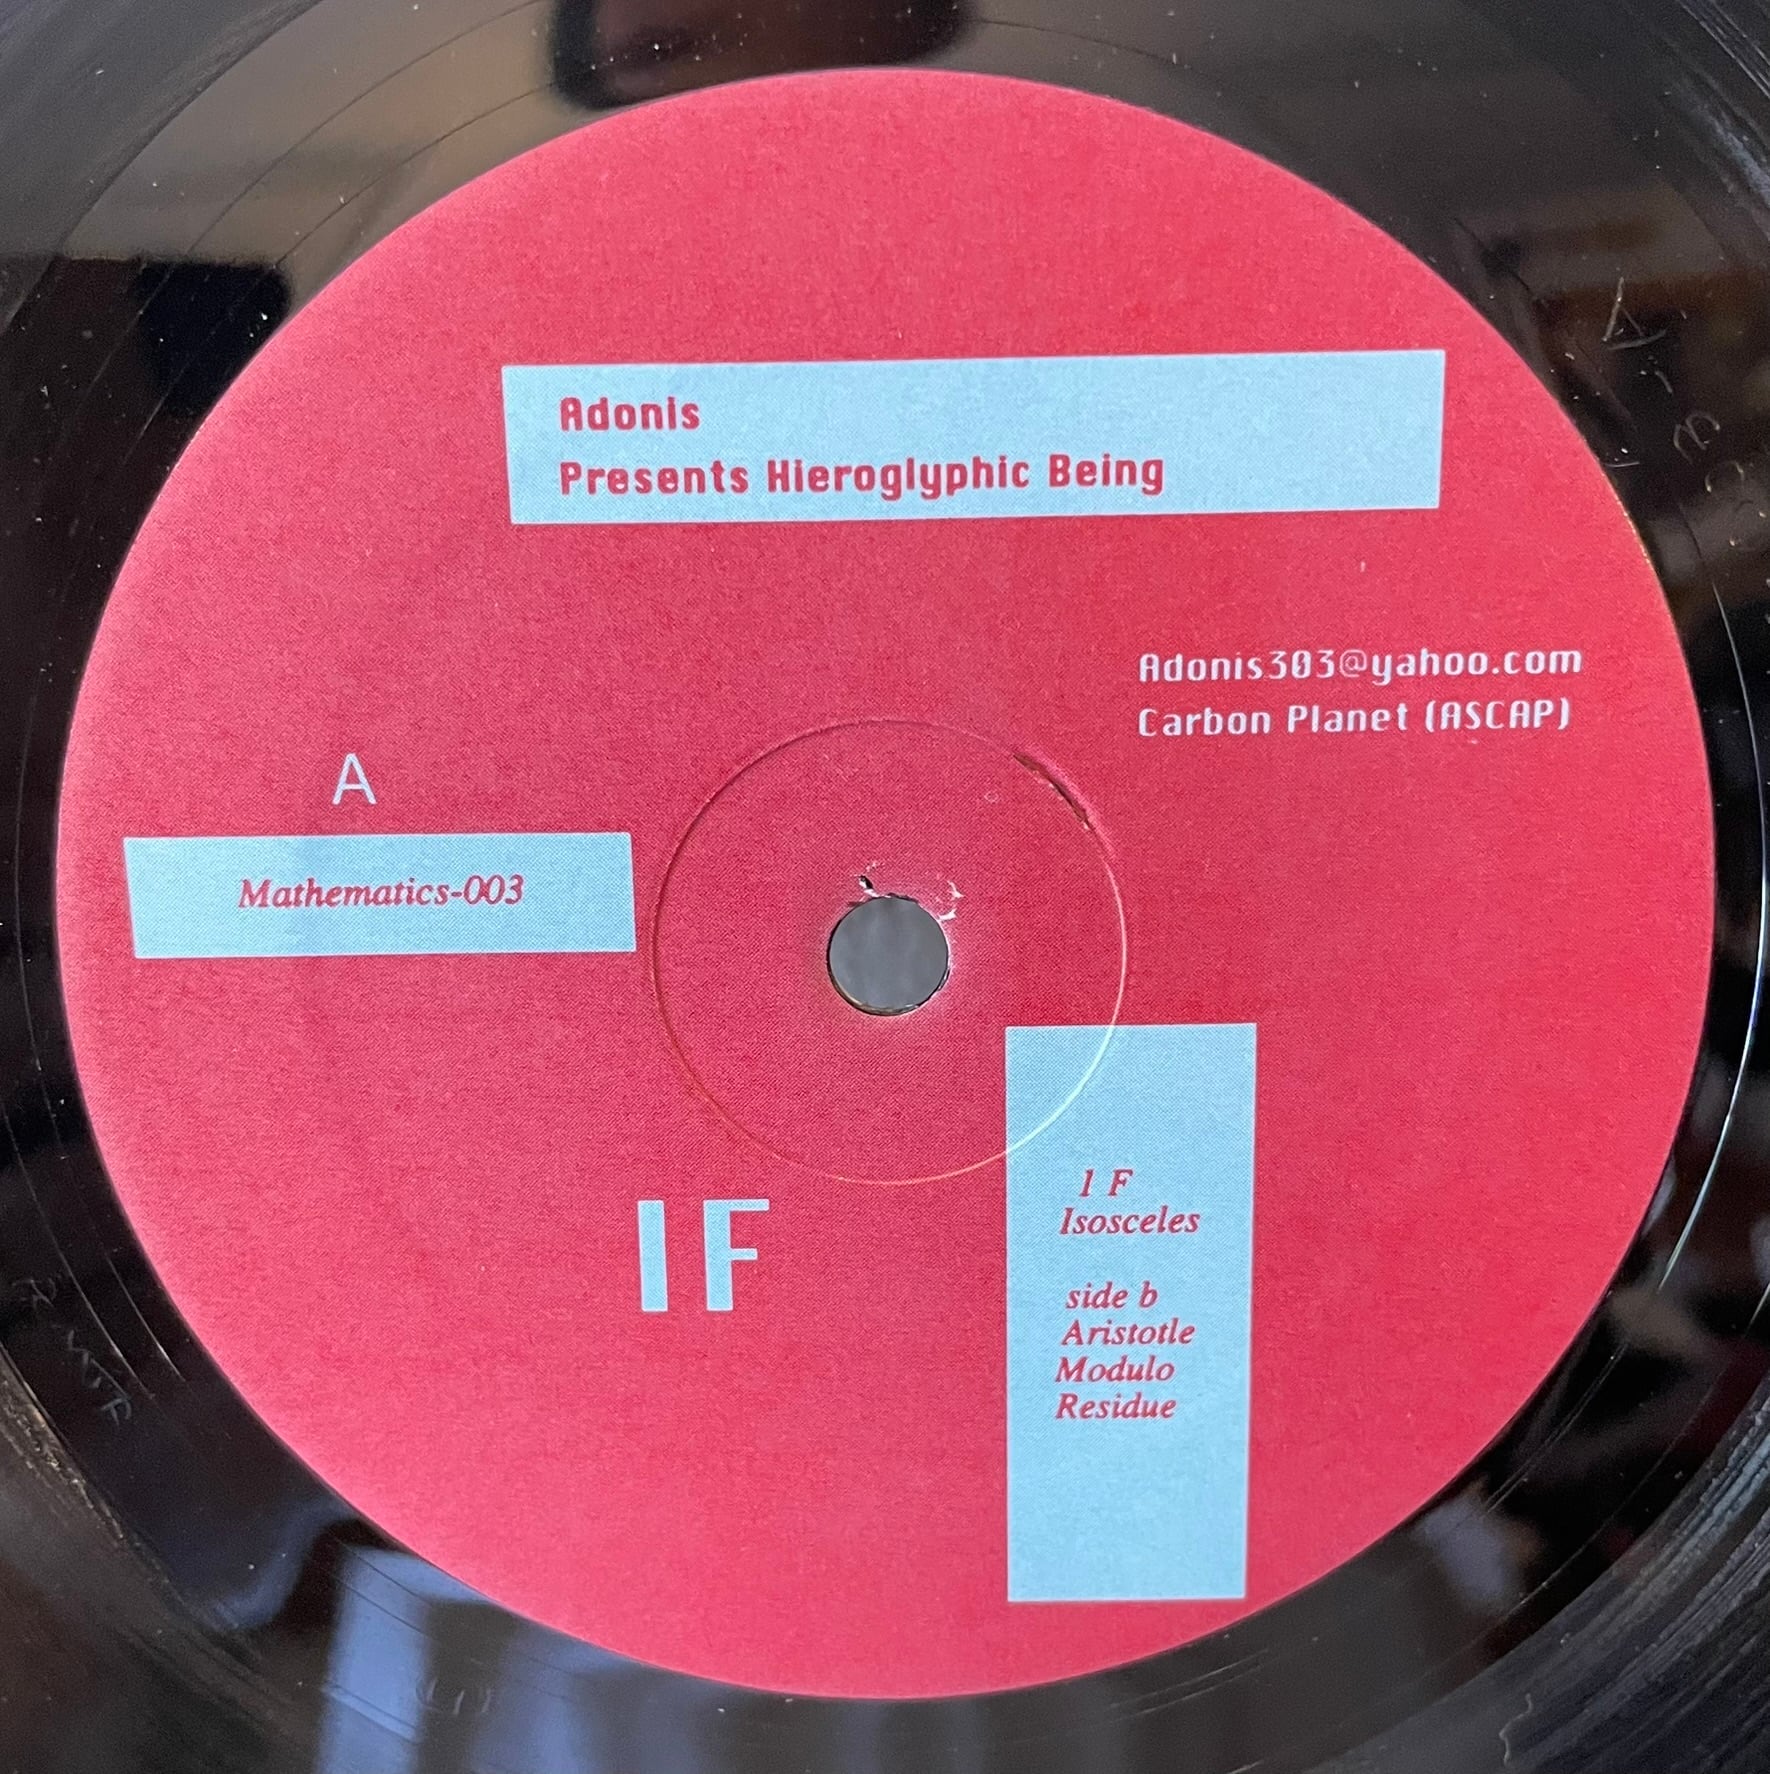 Adonis
Presents Hieroglyphic Being
Adonis303@yahoo.com
Carbon Planet (ASCAP)
A
Mathematics-003
IF
1 F
Isosceles
side b
Aristotle
Modulo
Residue